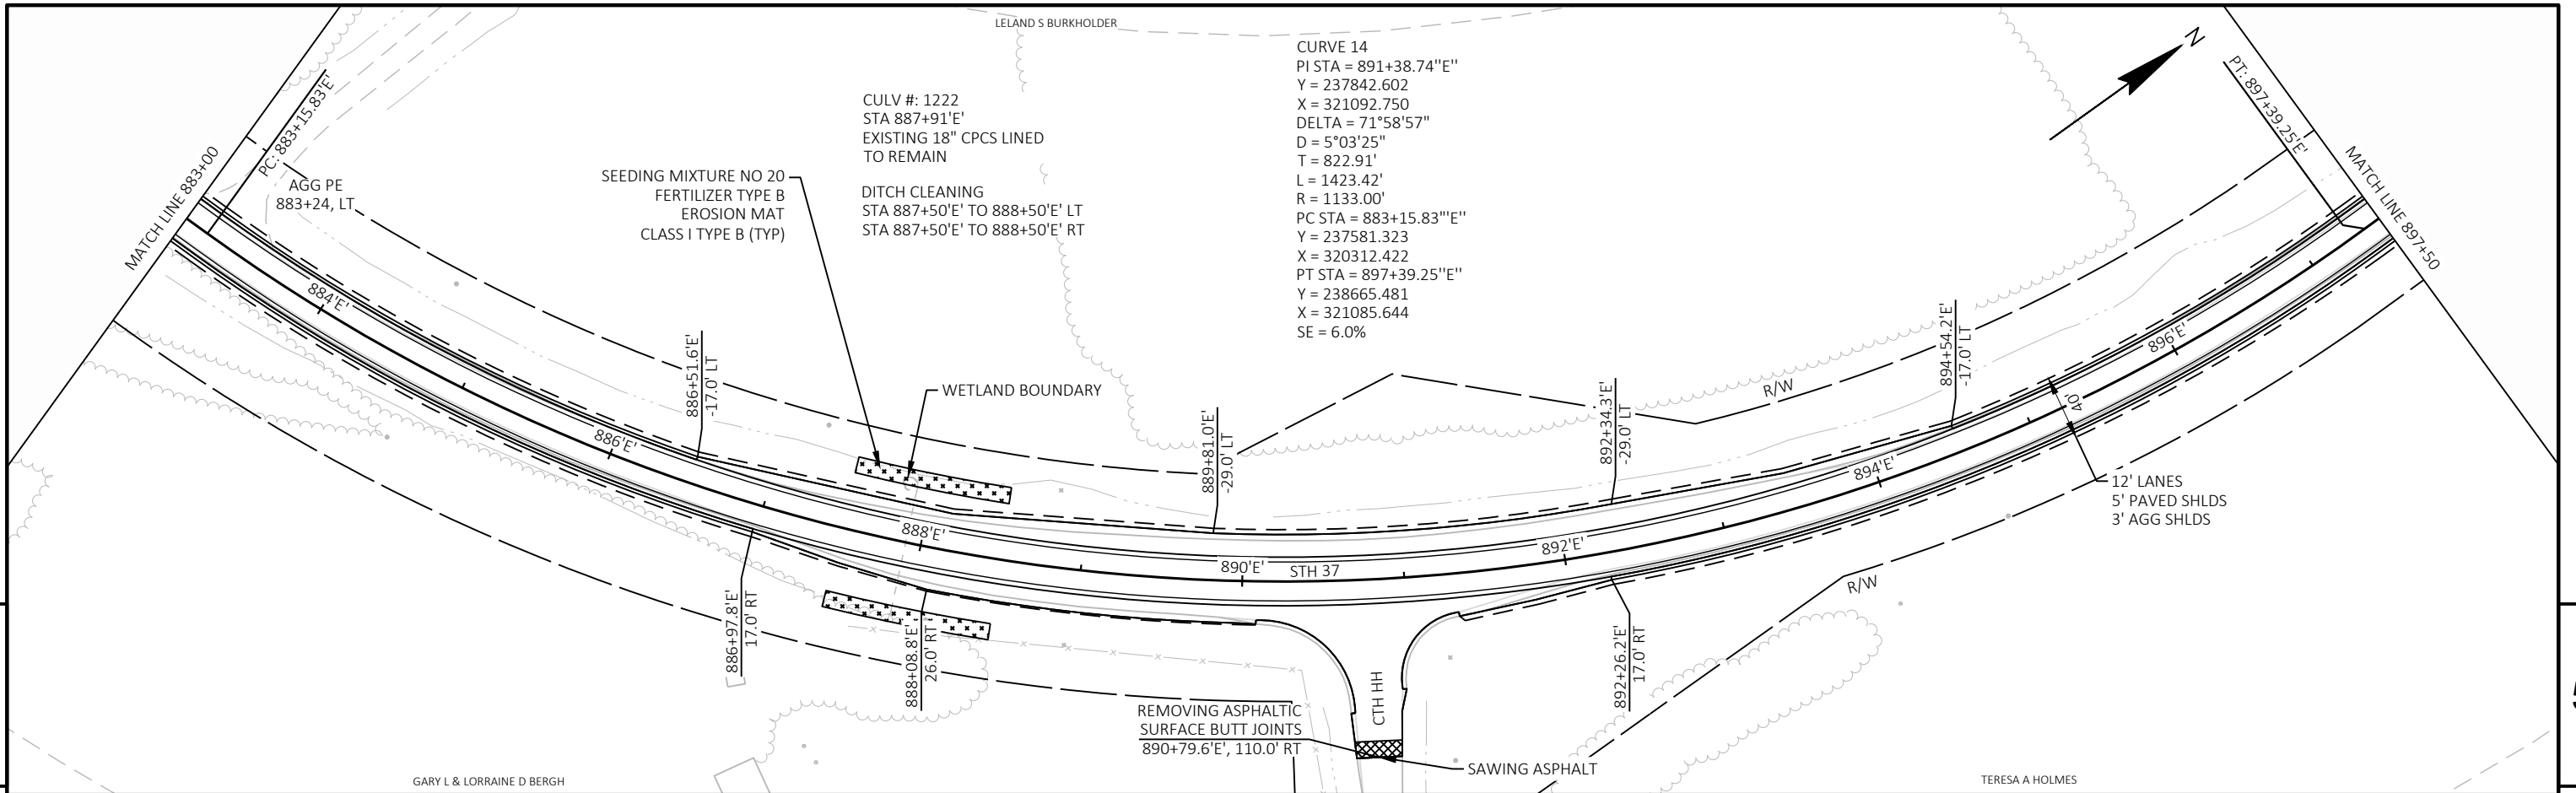 LELAND S BURKHOLDER
N
MATCH LINE 883+00
PC: 883+15.83'E'
AGG PE
883+24, LT
SEEDING MIXTURE NO 20
FERTILIZER TYPE B
EROSION MAT
CLASS I TYPE B (TYP)
CULV #: 1222
STA 887+91'E'
EXISTING 18" CPCS LINED
TO REMAIN
DITCH CLEANING
STA 887+50'E' TO 888+50'E' LT
STA 887+50'E' TO 888+50'E' RT
CURVE 14
PI STA = 891+38.74"E"
Y = 237842.602
X = 321092.750
DELTA = 71°58'57"
D = 5°03'25"
T = 822.91'
L = 1423.42'
R = 1133.00'
PC STA = 883+15.83"'E"
Y = 237581.323
X = 320312.422
PT STA = 897+39.25"E"
Y = 238665.481
X = 321085.644
SE = 6.0%
PT: 897+39.25'E'
MATCH LINE 897+50
WETLAND BOUNDARY
886+51.6'E'
-17.0' LT
889+81.0'E'
-29.0' LT
892+34.3'E'
-29.0' LT
894+54.2'E'
-17.0' LT
R/W
40'
12' LANES
5' PAVED SHLDS
3' AGG SHLDS
884'E'
886'E'
888'E'
890'E'
STH 37
892'E'
894'E'
896'E'
R/W
886+97.8'E'
17.0' RT
888+08.8'E'
26.0' RT
892+26.2'E'
17.0' RT
CTH HH
REMOVING ASPHALTIC
SURFACE BUTT JOINTS
890+79.6'E', 110.0' RT
SAWING ASPHALT
GARY L & LORRAINE D BERGH
TERESA A HOLMES